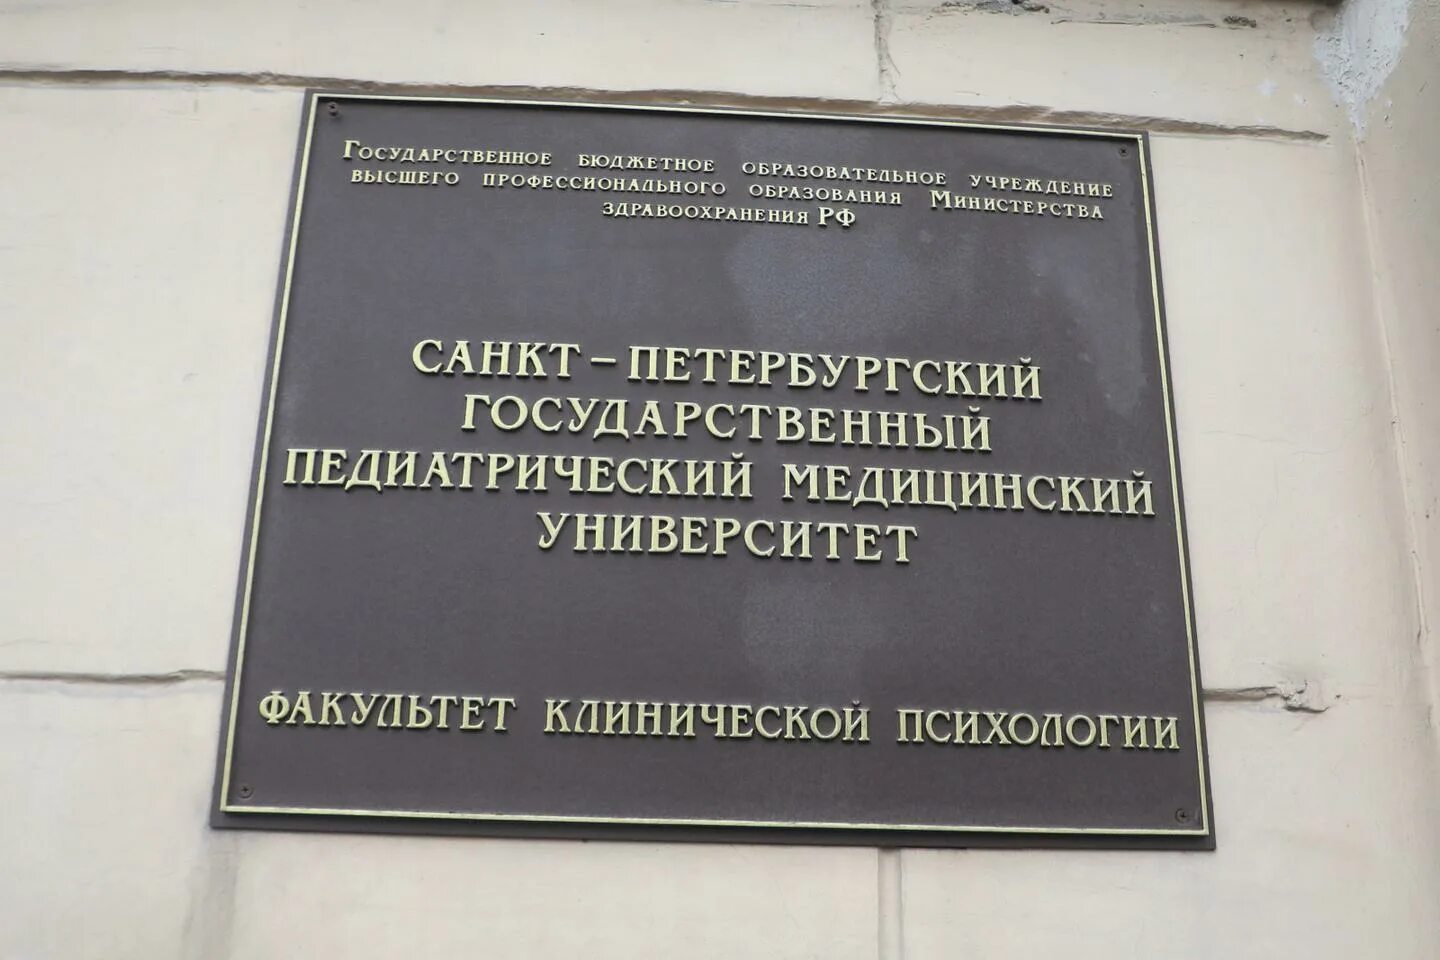 Государственное бюджетное образовательное учреждение
высшего профессионального образования Министерства
здравоохранения РФ
САНКТ – ПЕТЕРБУРГСКИЙ
ГОСУДАРСТВЕННЫЙ
ПЕДИАТРИЧЕСКИЙ МЕДИЦИНСКИЙ
УНИВЕРСИТЕТ
ФАКУЛЬТЕТ КЛИНИЧЕСКОЙ ПСИХОЛОГИИ